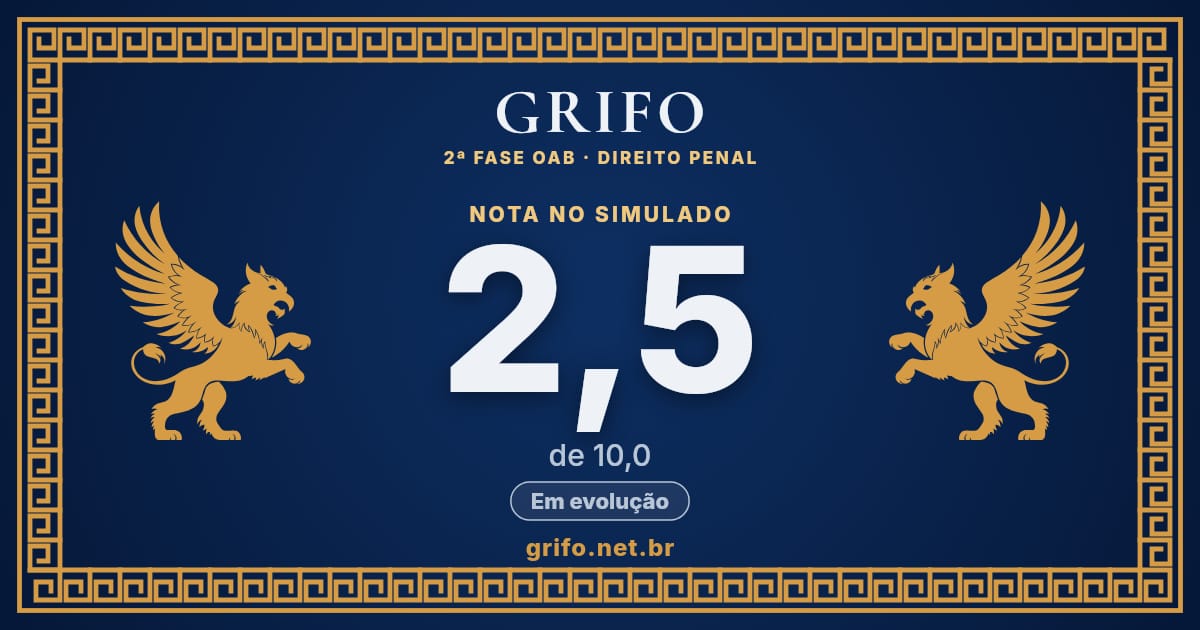 GRIFO
2ª FASE OAB · DIREITO PENAL
NOTA NO SIMULADO
2,5
de 10,0
Em evolução
grifo.net.br